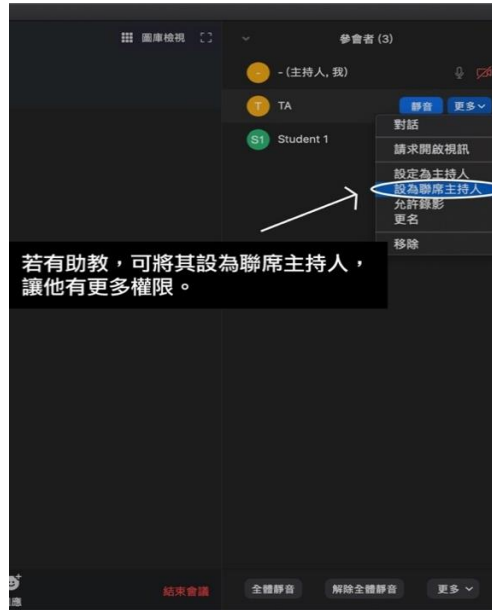 圖庫檢視
參會者 (3)
- (主持人, 我)
T TA 靜音 更多
S1 Student 1
對話
請求開啟視訊
設定為主持人
設為聯席主持人
允許錄影
更名
移除
若有助教，可將其設為聯席主持人，
讓他有更多權限。
結束會議
全體靜音 解除全體靜音 更多